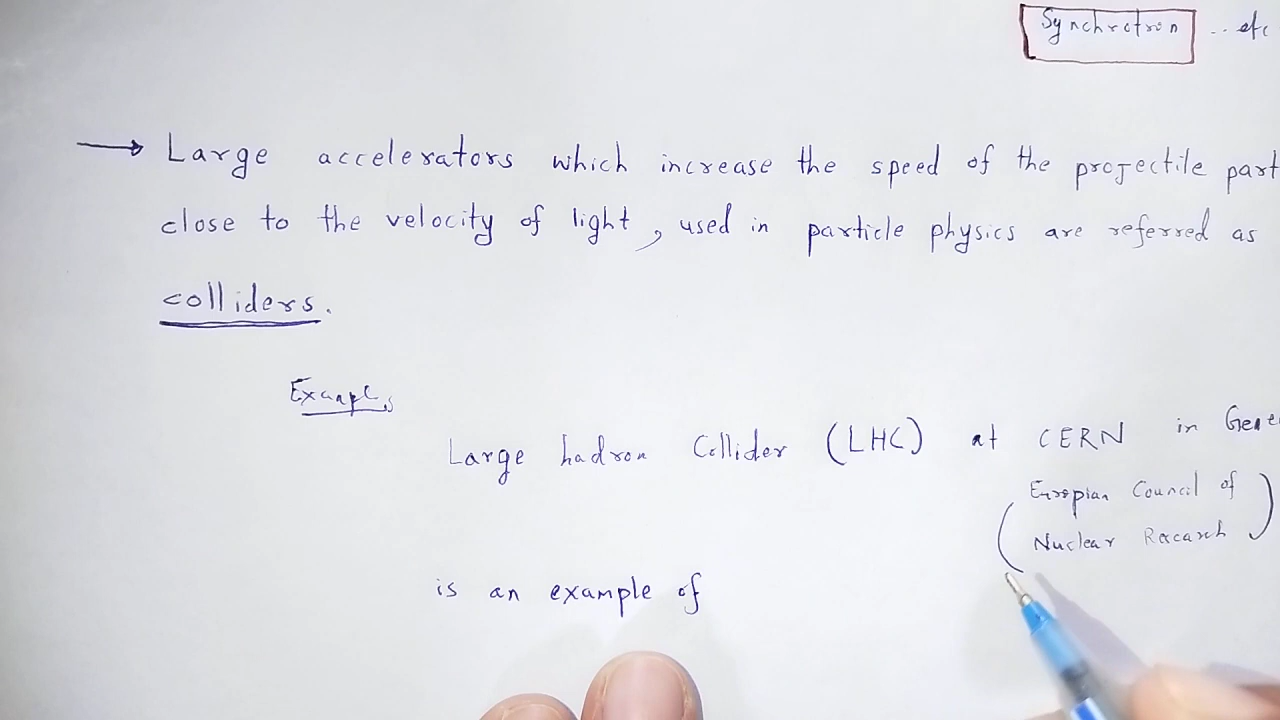 Synchrotron ... etc
→ Large accelerators which increase the speed of the projectile part
close to the velocity of light, used in particle physics are referred as
colliders.
Example
Large hadron Collider (LHC) at CERN in Gene
(Europian Council of
Nuclear Research)
is an example of